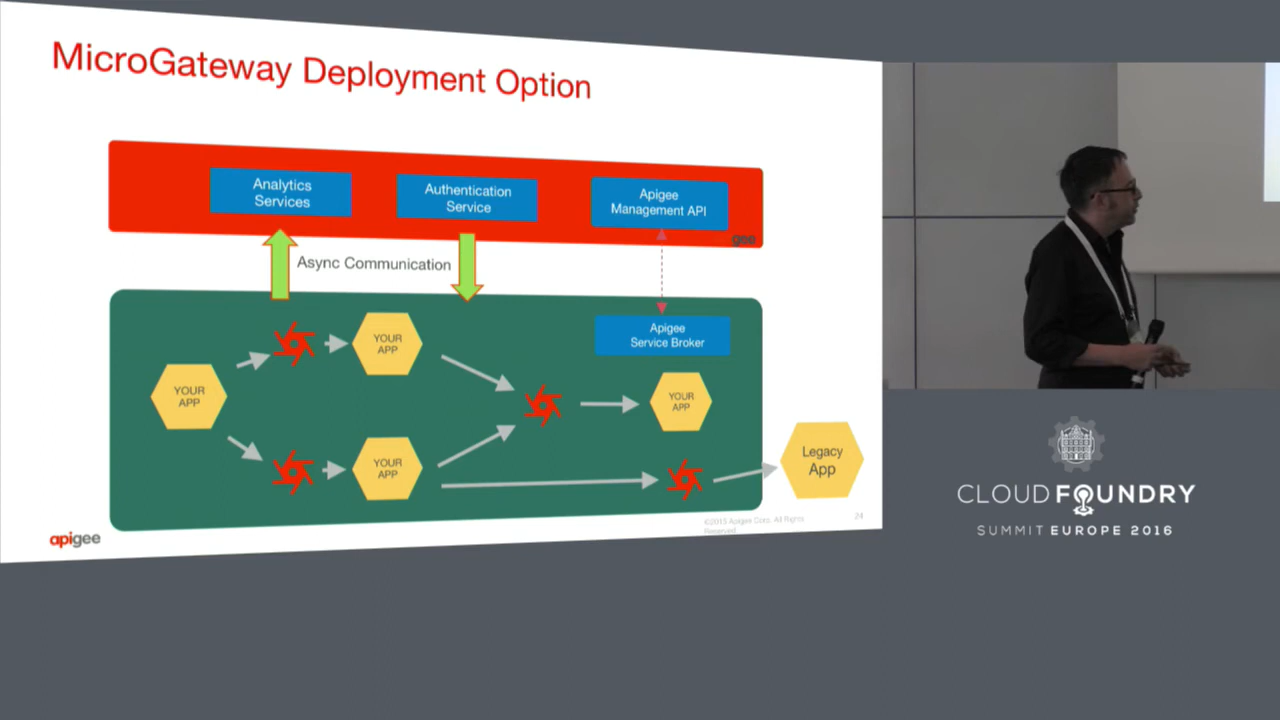 MicroGateway Deployment Option
Analytics
Services
Authentication
Service
Apigee
Management API
gee
Async Communication
Apigee
Service Broker
YOUR
APP
YOUR
APP
YOUR
APP
YOUR
APP
Legacy
App
©2015 Apigee Corp. All Rights
Reserved
24
apigee
CLOUD FOUNDRY
SUMMIT EUROPE 2016